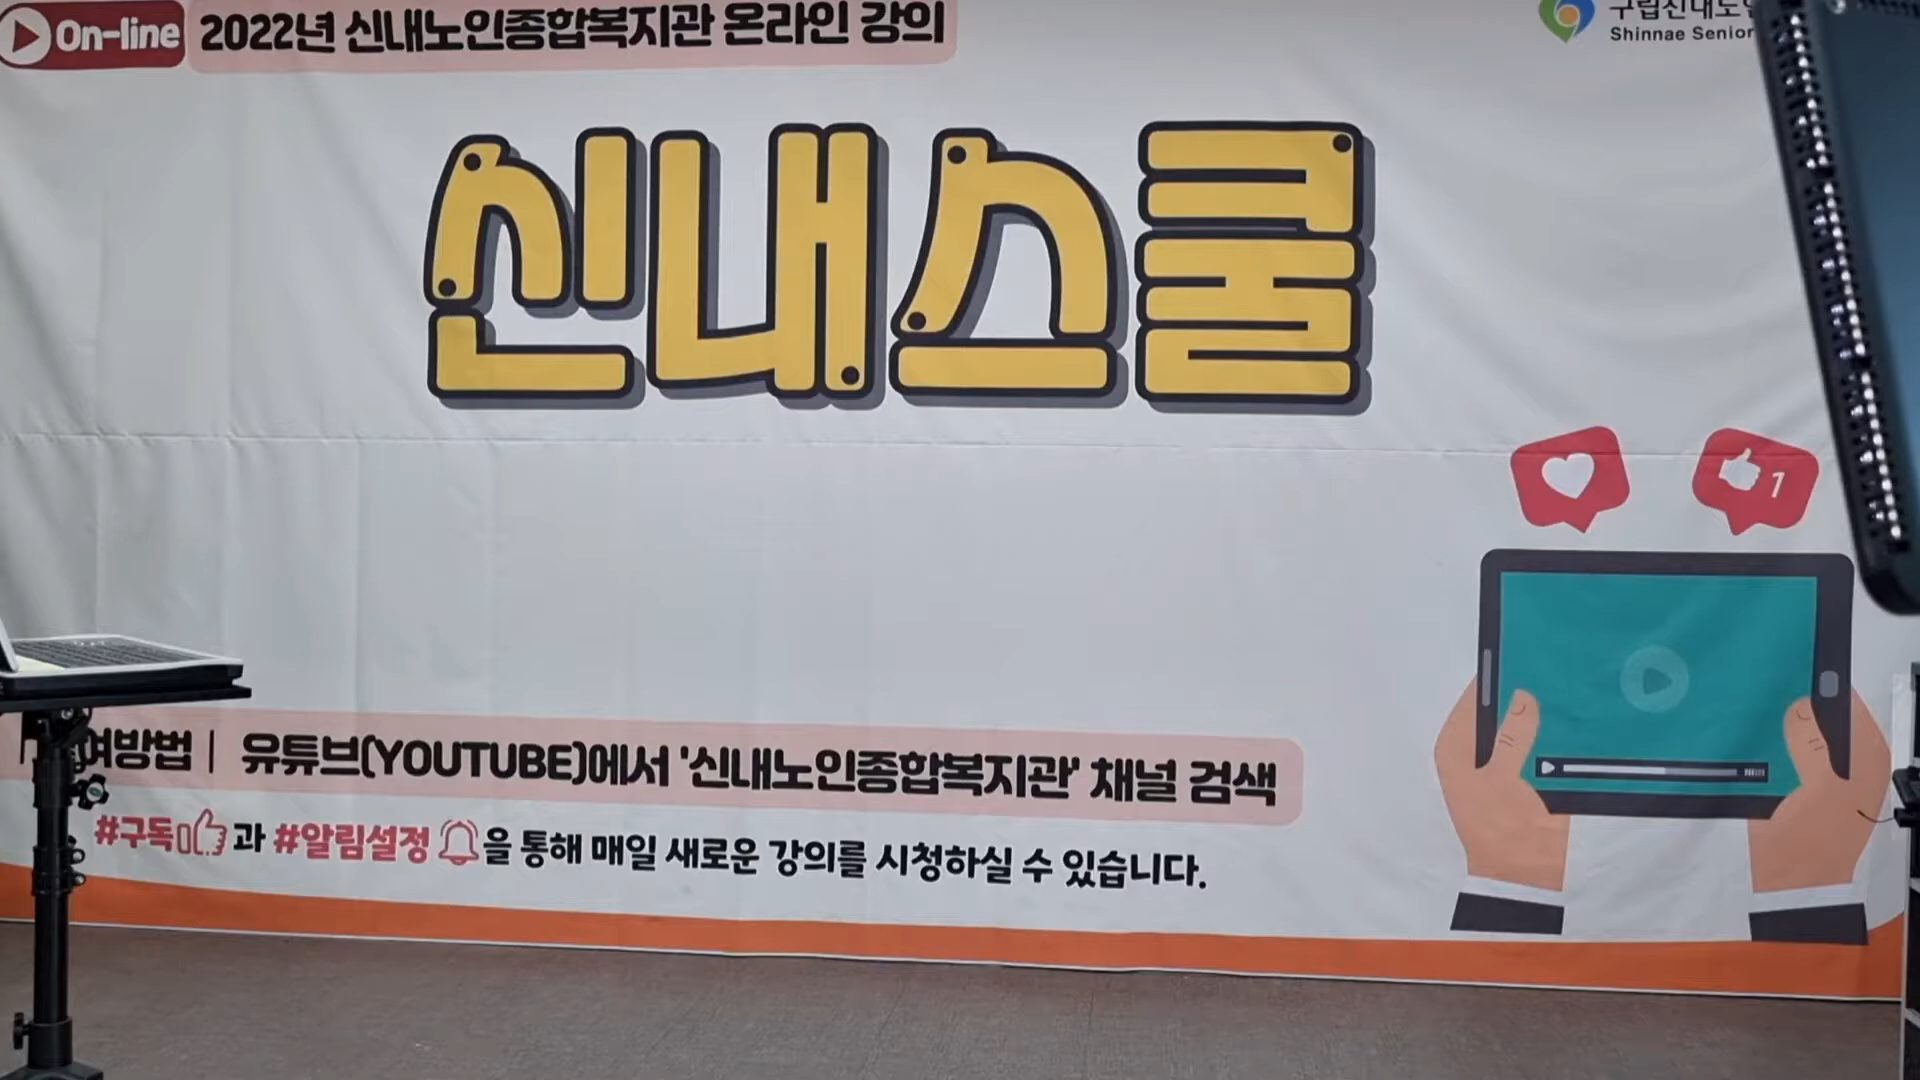 On-line 2022년 신내노인종합복지관 온라인 강의
Shinnae Senior
신내스쿨
1
유튜브(YOUTUBE)에서 '신내노인종합복지관' 채널 검색
#구독 과 #알림설정 을 통해 매일 새로운 강의를 시청하실 수 있습니다.